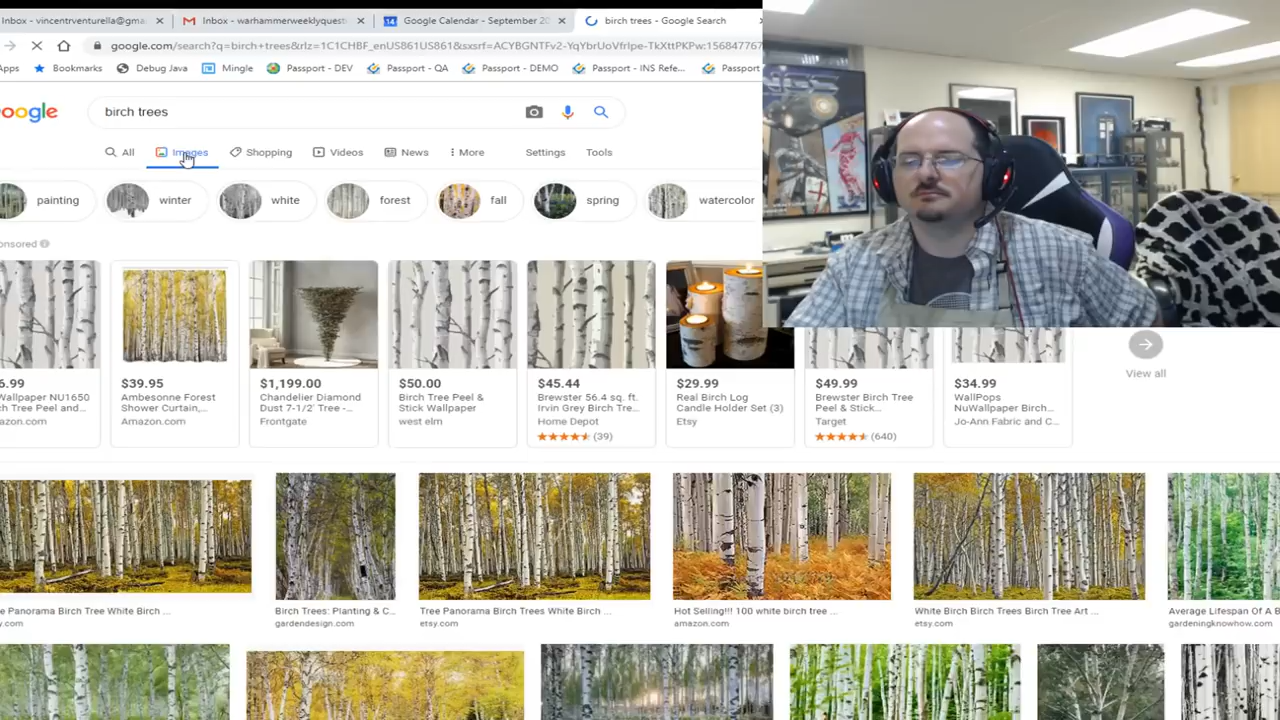 Inbox - vincentrventurella@gma
Inbox - warhammerweeklyquest
Google Calendar - September 20
birch trees - Google Search
google.com/search?q=birch+trees&rlz=1C1CHBF_enUS861US861&sxsrf=ACYBGNTFv2-YqYbrUoVfrIpe-TkXttPKPw:156847767
Apps
Bookmarks
Debug Java
Mingle
Passport - DEV
Passport - QA
Passport - DEMO
Passport - INS Refe...
Passport
oogle
birch trees
All
Images
Shopping
Videos
News
More
Settings
Tools
painting
winter
white
forest
fall
spring
watercolor
onsored
6.99
Wallpaper NU1650
ch Tree Peel and...
azon.com
$39.95
Ambesonne Forest
Shower Curtain,...
Amazon.com
$1,199.00
Chandelier Diamond
Dust 7-1/2' Tree - ...
Frontgate
$50.00
Birch Tree Peel &
Stick Wallpaper
west elm
$45.44
Brewster 56.4 sq. ft.
Irvin Grey Birch Tre...
Home Depot
(39)
$29.99
Real Birch Log
Candle Holder Set (3)
Etsy
$49.99
Brewster Birch Tree
Peel & Stick...
Target
(640)
$34.99
WallPops
NuWallpaper Birch...
Jo-Ann Fabric and C...
View all
e Panorama Birch Tree White Birch ...
y.com
Birch Trees: Planting & C...
gardendesign.com
Tree Panorama Birch Trees White Birch ...
etsy.com
Hot Selling!!! 100 white birch tree ...
amazon.com
White Birch Birch Trees Birch Tree Art ...
etsy.com
Average Lifespan Of A B
gardeningknowhow.com